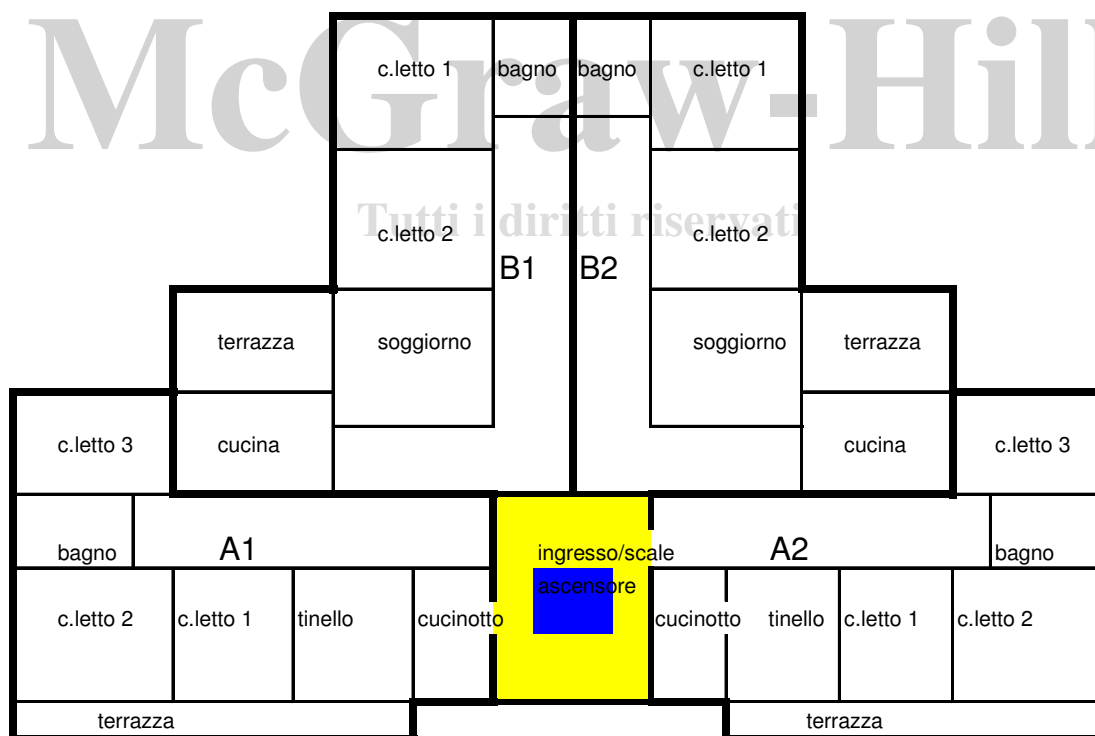 McGraw-Hill
c.letto 1 bagno bagno c.letto 1
Tutti i diritti riservati
c.letto 2 c.letto 2
B1 B2
terrazza soggiorno soggiorno terrazza
c.letto 3 cucina cucina c.letto 3
bagno A1 ingresso/scale A2 bagno
ascensore
c.letto 2 c.letto 1 tinello cucinotto cucinotto tinello c.letto 1 c.letto 2
terrazza terrazza